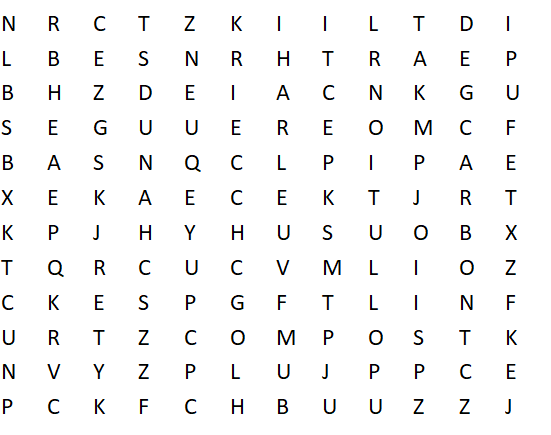 N R C T Z K I I L T D I
L B E S N R H T R A E P
B H Z D E I A C N K G U
S E G U U E R E O M C F
B A S N Q C L P I P A E
X E K A E C E K T J R T
K P J H Y H U S U O B X
T Q R C U C V M L I O Z
C K E S P G F T L I N F
U R T Z C O M P O S T K
N V Y Z P L U J P P C E
P C K F C H B U U Z Z J